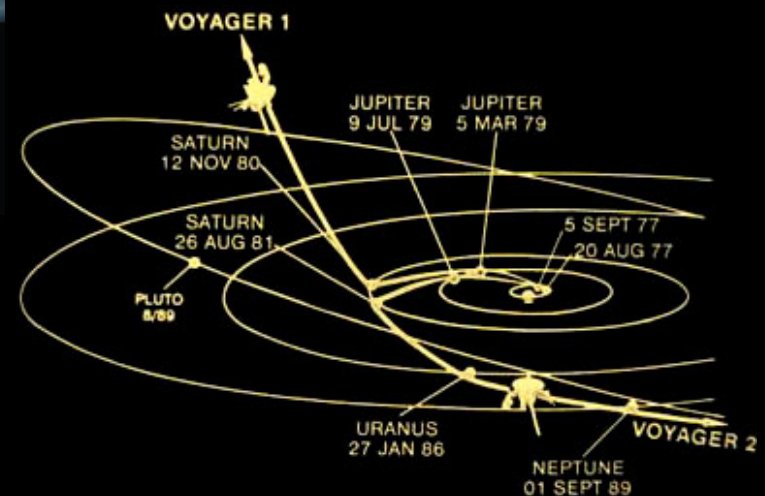 VOYAGER 1
JUPITER
9 JUL 79
JUPITER
5 MAR 79
SATURN
12 NOV 80
SATURN
26 AUG 81
5 SEPT 77
20 AUG 77
PLUTO
8/89
URANUS
27 JAN 86
VOYAGER 2
NEPTUNE
01 SEPT 89